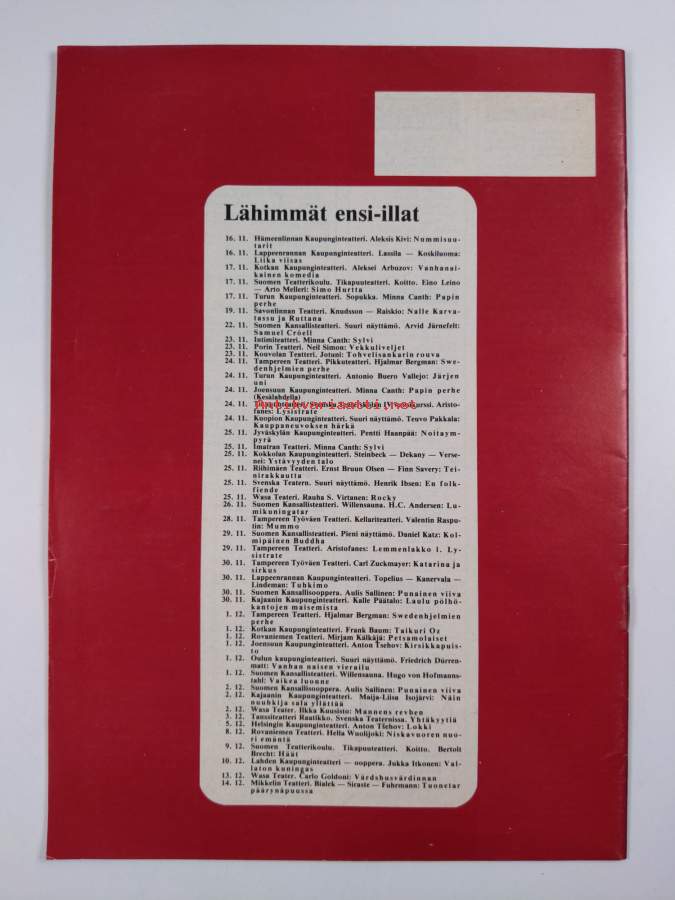 Lähimmät ensi-illat
16. 11. Hämeenlinnan Kaupunginteatteri. Aleksis Kivi: Nummisuu-
tarit
16. 11. Lappeenrannan Kaupunginteatteri. Lassila — Koskiluoma:
Liika viisas
17. 11. Kotkan Kaupunginteatteri. Aleksei Arbuzov: Vanhanai-
kainen komedia
17. 11. Suomen Teatterikoulu. Tikapuuteatteri. Koitto. Eino Leino
— Arto Melleri: Simo Hurtta
17. 11. Turun Kaupunginteatteri. Sopukka. Minna Canth: Papin
perhe
19. 11. Savonlinnan Teatteri. Knudsson — Raiskio: Nalle Karva-
tassu ja Ruttana
22. 11. Suomen Kansallisteatteri. Suuri näyttämö. Arvid Järnefelt:
Samuel Cröell
23. 11. Intimiteatteri. Minna Canth: Sylvi
23. 11. Porin Teatteri. Neil Simon: Vekkuliveljet
23. 11. Kouvolan Teatteri. Jotuni: Tohvelisankarin rouva
24. 11. Tampereen Teatteri. Pikkuteatteri. Hjalmar Bergman: Swe-
denhjelmien perhe
24. 11. Turun Kaupunginteatteri. Antonio Buero Vallejo: Järjen
uni
24. 11. Joensuun Kaupunginteatteri. Minna Canth: Papin perhe
(Kesälahdella)
24. 11. IV kurssi. Aristo-
fanes: Lysistrate
antikvariaatti.net
24. 11. Kuopion Kaupunginteatteri. Suuri näyttämö. Teuvo Pakkala:
Kauppaneuvoksen härkä
25. 11. Jyväskylän Kaupunginteatteri. Pentti Haanpää: Noitaym-
pyrä
25. 11. Imatran Teatteri. Minna Canth: Sylvi
25. 11. Kokkolan Kaupunginteatteri. Steinbeck — Dekany — Verse-
nei: Ystävyyden talo
25. 11. Riihimäen Teatteri. Ernst Bruun Olsen — Finn Savery: Tei-
nirakkautta
25. 11. Svenska Teatern. Suuri näyttämö. Henrik Ibsen: En folk-
fiende
25. 11. Wasa Teateri. Rauha S. Virtanen: Rocky
26. 11. Suomen Kansallisteatteri. Willensauna. H.C. Andersen: Lu-
mikuningatar
28. 11. Tampereen Työväen Teatteri. Kellariteatteri. Valentin Raspu-
tin: Mummo
29. 11. Suomen Kansallisteatteri. Pieni näyttämö. Daniel Katz: Kol-
mipäinen Buddha
29. 11. Tampereen Teatteri. Aristofanes: Lemmenlakko l. Ly-
sistrate
30. 11. Tampereen Työväen Teatteri. Carl Zuckmayer: Katarina ja
sirkus
30. 11. Lappeenrannan Kaupunginteatteri. Topelius — Kanervala —
Lindeman: Tuhkimo
30. 11. Suomen Kansallisooppera. Aulis Sallinen: Punainen viiva
30. 11. Kajaanin Kaupunginteatteri. Kalle Päätalo: Laulu pölhö-
kantojen maisemista
1. 12. Tampereen Teatteri. Hjalmar Bergman: Swedenhjelmien
perhe
1. 12. Kotkan Kaupunginteatteri. Frank Baum: Taikuri Oz
1. 12. Rovaniemen Teatteri. Mirjam Kälkäjä: Petsamolaiset
1. 12. Joensuun Kaupunginteatteri. Anton Tšehov: Kirsikkapuis-
to
1. 12. Oulun kaupunginteatteri. Suuri näyttämö. Friedrich Dürren-
matt: Vanhan naisen vierailu
1. 12. Suomen Kansallisteatteri. Willensauna. Hugo von Hofmanns-
tahl: Vaikea luonne
2. 12. Suomen Kansallisooppera. Aulis Sallinen: Punainen viiva
2. 12. Kajaanin Kaupunginteatteri. Maija-Liisa Isojärvi: Näin
nuuhkija sala yllättää
2. 12. Wasa Teater. Ilkka Kuusisto: Mannens revben
3. 12. Tanssiteatteri Raatikko. Svenska Teaternissa. Yhtäkyytiä
5. 12. Helsingin Kaupunginteatteri. Anton Tšehov: Lokki
8. 12. Rovaniemen Teatteri. Hella Wuolijoki: Niskavuoren nuo-
ri emäntä
9. 12. Suomen Teatterikoulu. Tikapuuteatteri. Koitto. Bertolt
Brecht: Häät
10. 12. Lahden Kaupunginteatteri — ooppera. Jukka Itkonen: Val-
laton kuningas
13. 12. Wasa Teater. Carlo Goldoni: Värdshusvärdinnan
14. 12. Mikkelin Teatteri. Bialek — Siraste — Fuhrmann: Tuonetar
päärynäpuussa